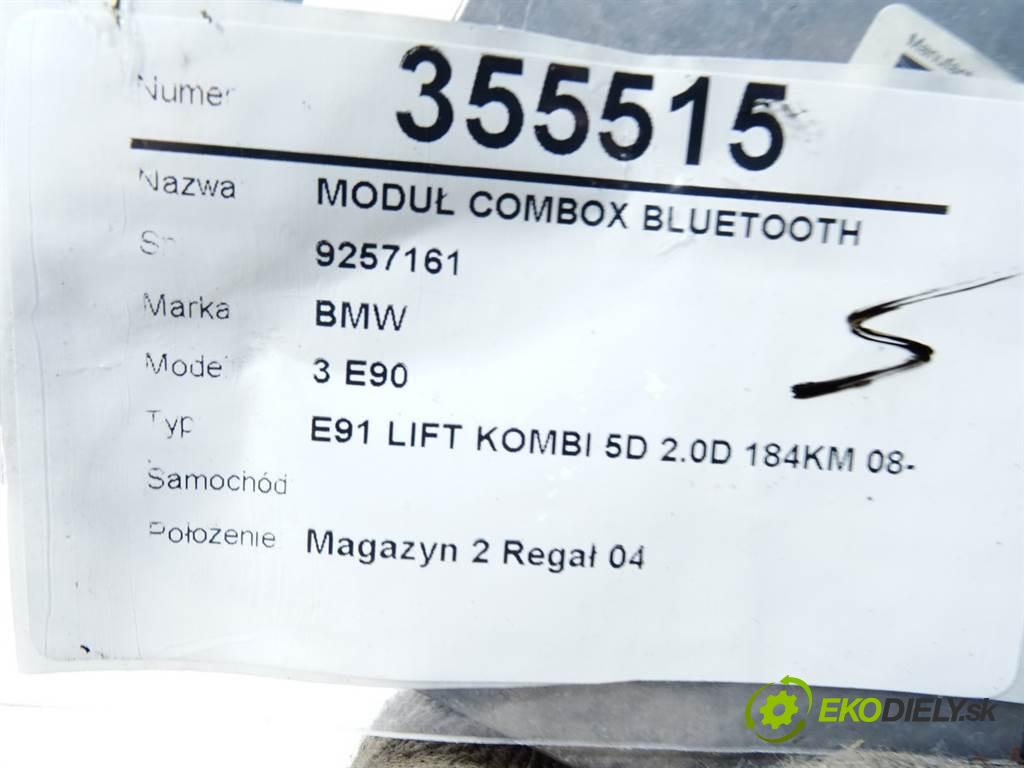 Numer 355515
Nazwa MODUŁ COMBOX BLUETOOTH
9257161
Marka BMW
Model 3 E90
Typ E91 LIFT KOMBI 5D 2.0D 184KM 08-
Samochód
Położenie Magazyn 2 Regał 04
EKODIELY.sk